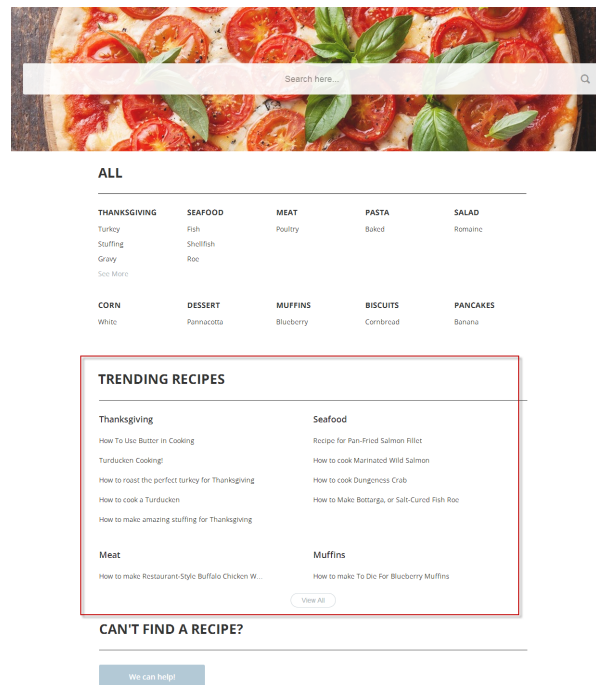 Search here...
ALL
THANKSGIVING SEAFOOD MEAT PASTA SALAD
Turkey Fish Poultry Baked Romaine
Stuffing Shellfish
Gravy Roe
See More
CORN DESSERT MUFFINS BISCUITS PANCAKES
White Pannacotta Blueberry Cornbread Banana
TRENDING RECIPES
Thanksgiving Seafood
How To Use Butter in Cooking Recipe for Pan-Fried Salmon Fillet
Turducken Cooking! How to cook Marinated Wild Salmon
How to roast the perfect turkey for Thanksgiving How to cook Dungeness Crab
How to cook a Turducken How to Make Bottarga, or Salt-Cured Fish Roe
How to make amazing stuffing for Thanksgiving
Meat Muffins
How to make Restaurant-Style Buffalo Chicken W... How to make To Die For Blueberry Muffins
View All
CAN'T FIND A RECIPE?
We can help!